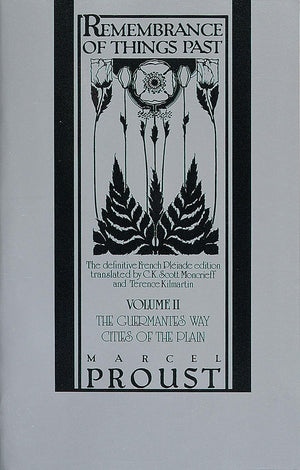 REMEMBRANCE
OF THINGS PAST
The definitive French Pléiade edition
translated by C.K. Scott Moncrieff
and Terence Kilmartin
VOLUME II
THE GUERMANTES WAY
CITIES OF THE PLAIN
MARCEL
PROUST